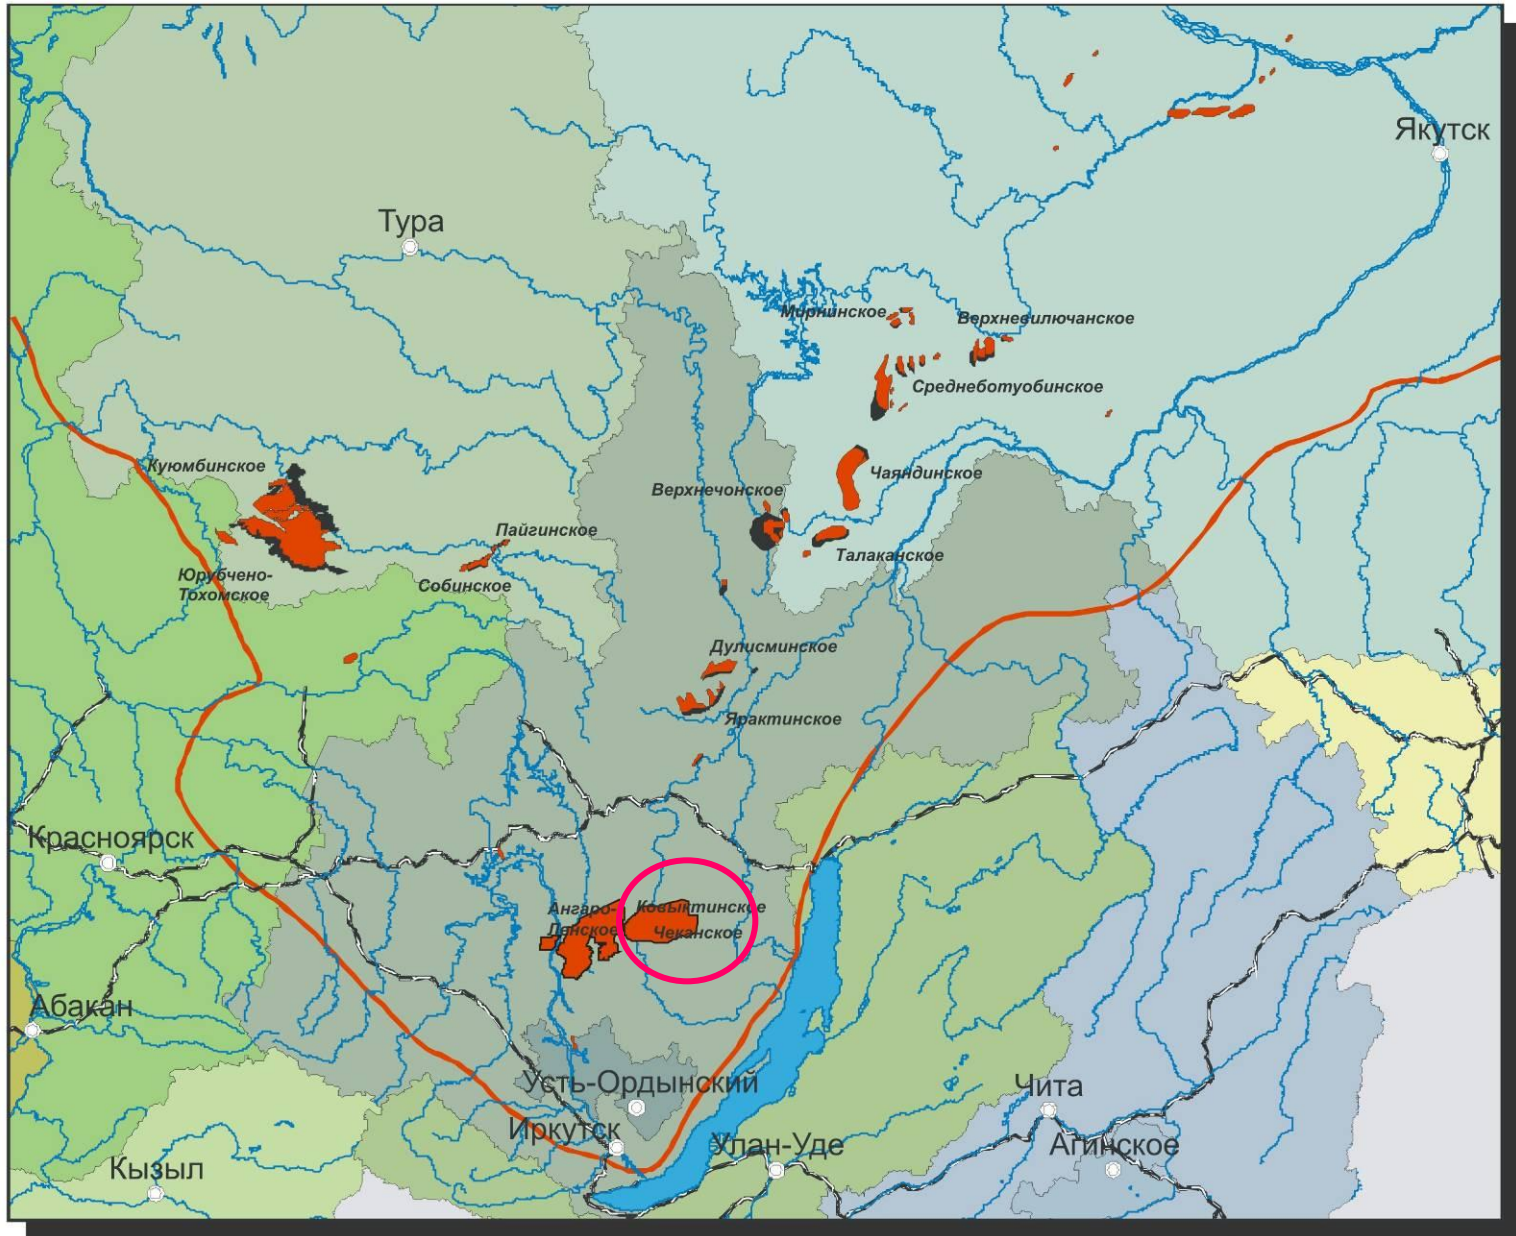 Якутск
Тура
Мирнинское
Верхневилючанское
Среднеботуобинское
Куюмбинское
Чаяндинское
Верхнечонское
Пайгинское
Талаканское
Юрубчено-
Тохомское
Собинское
Дулисминское
Ярактинское
Красноярск
Ангаро-
Ленское
Ковыктинское
Чеканское
Абакан
Усть-Ордынский
Чита
Иркутск
Улан-Уде
Агинское
Кызыл